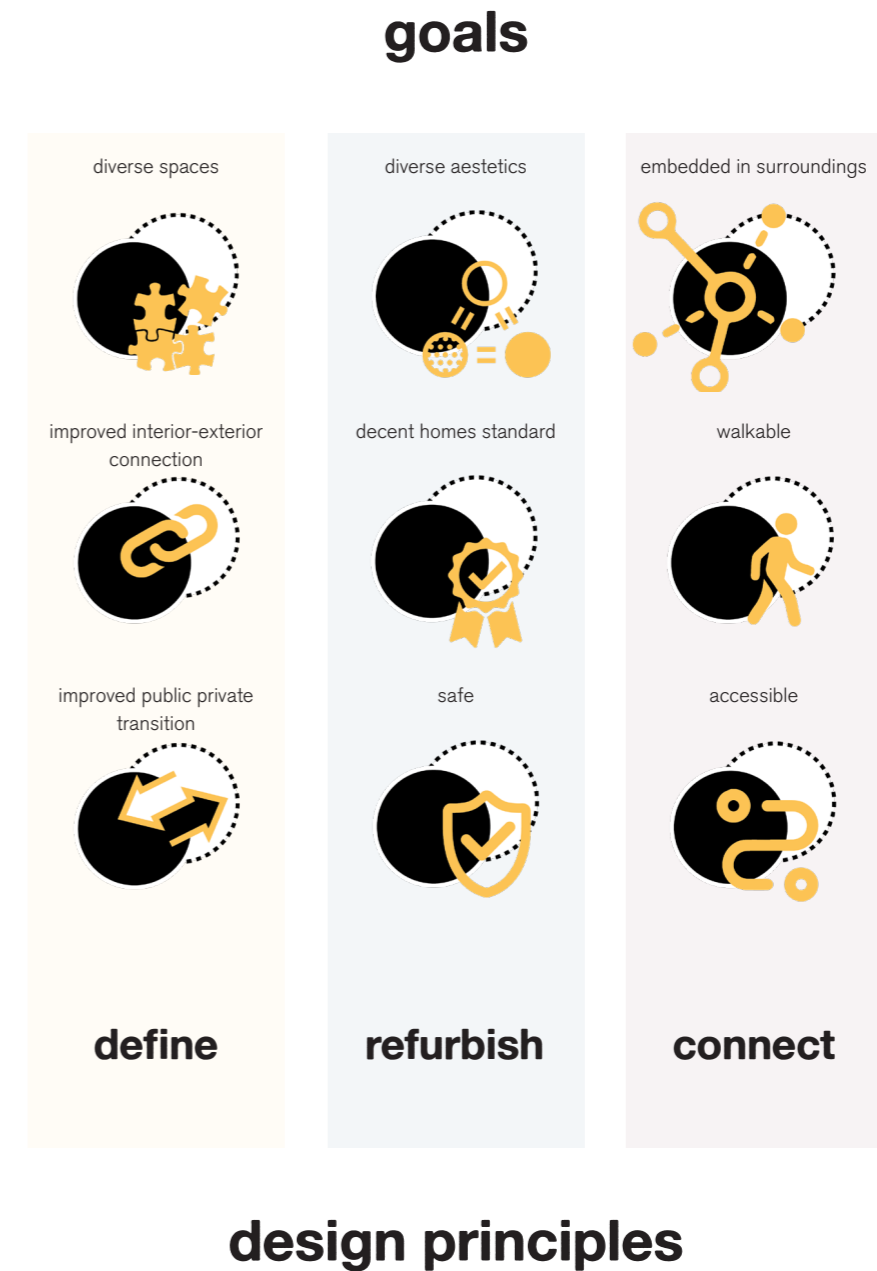 goals
diverse spaces
improved interior-exterior
connection
improved public private
transition
define
diverse aestetics
decent homes standard
safe
refurbish
embedded in surroundings
walkable
accessible
connect
design principles